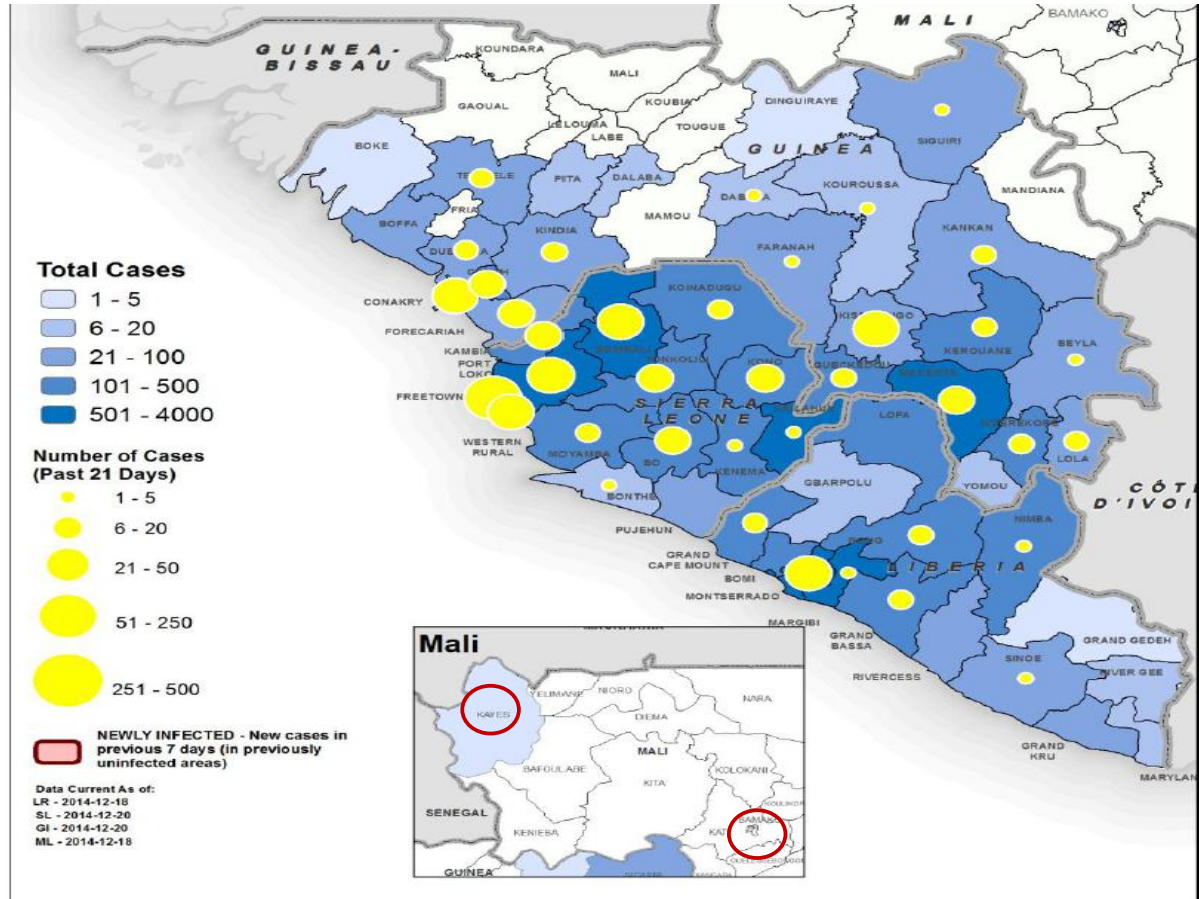 MALI
BAMAKO
GUINEA-
BISSAU
KOUNDARA
MALI
KOUBIA
GAOUAL
LELOUMA
LABE
TOUGUE
DINGUIRAYE
SIGUIRI
BOKE
GUINEA
PITA
DALABA
KOUROUSSA
MANDIANA
FRIA
MAMOU
BOFFA
KINDIA
FARANAH
KANKAN
CONAKRY
FORECARIAH
KOINADUGU
KAMBIA
PORT
LOKO
KONO
KEROUANE
BEYLA
GUECKEDOU
FREETOWN
SIERRA
LEONE
LOFA
WESTERN
RURAL
MOYAMBA
BO
KENEMA
LOLA
GBARPOLU
YOMOU
CÔTE
D'IVOI
BONTHE
PUJEHUN
NIMBA
GRAND
CAPE MOUNT
LIBERIA
BOMI
MONTSERRADO
MARGIBI
GRAND
BASSA
GRAND GEDEH
SINOE
RIVER GEE
RIVERCESS
GRAND
KRU
MARYLAN
Total Cases
1 - 5
6 - 20
21 - 100
101 - 500
501 - 4000
Number of Cases
(Past 21 Days)
1 - 5
6 - 20
21 - 50
51 - 250
251 - 500
NEWLY INFECTED - New cases in
previous 7 days (in previously
uninfected areas)
Data Current As of:
LR - 2014-12-18
SL - 2014-12-20
GI - 2014-12-20
ML - 2014-12-18
Mali
KAYES
YELIMANE
NIORO
NARA
DIEMA
MALI
BAFOULABE
KITA
KOLOKANI
SENEGAL
KENIEBA
BAMAKO
GUINEA